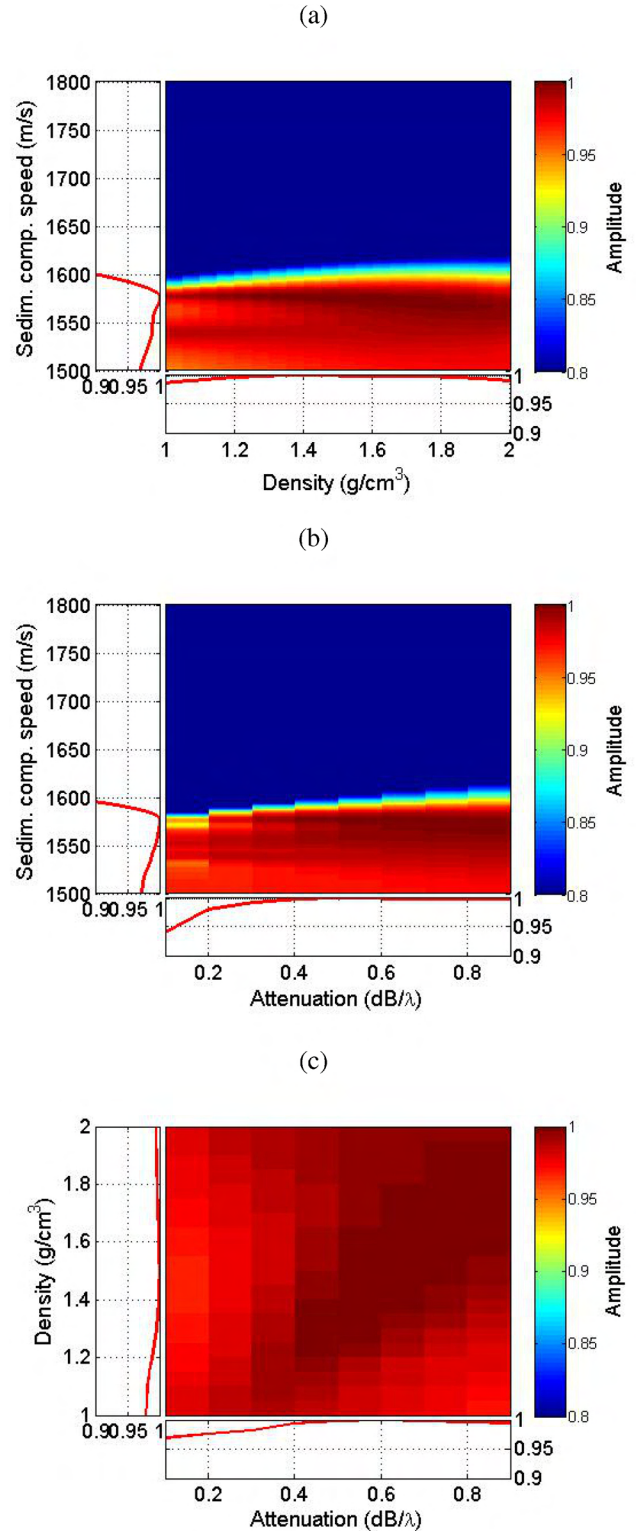 (a)
1800
1750
1700
1650
1600
1550
1500
Sedim. comp. speed (m/s)
0.90 0.95 1
1
0.95
0.9
1 1.2 1.4 1.6 1.8 2
Density (g/cm³)
1
0.95
0.9
0.85
0.8
Amplitude
(b)
1800
1750
1700
1650
1600
1550
1500
Sedim. comp. speed (m/s)
0.90 0.95 1
1
0.95
0.9
0.2 0.4 0.6 0.8
Attenuation (dB/λ)
1
0.95
0.9
0.85
0.8
Amplitude
(c)
2
1.8
1.6
1.4
1.2
1
Density (g/cm³)
0.90 0.95 1
1
0.95
0.9
0.2 0.4 0.6 0.8
Attenuation (dB/λ)
1
0.95
0.9
0.85
0.8
Amplitude